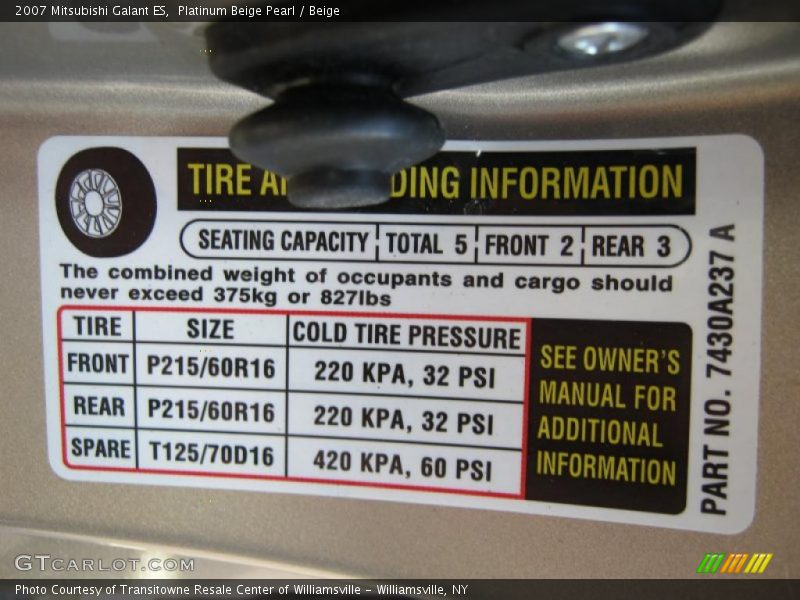 2007 Mitsubishi Galant ES, Platinum Beige Pearl / Beige
TIRE DING INFORMATION
SEATING CAPACITY TOTAL 5 FRONT 2 REAR 3
The combined weight of occupants and cargo should
never exceed 375kg or 827lbs
TIRE SIZE COLD TIRE PRESSURE
FRONT P215/60R16 220 KPA, 32 PSI
REAR P215/60R16 220 KPA, 32 PSI
SPARE T125/70D16 420 KPA, 60 PSI
SEE OWNER'S
MANUAL FOR
ADDITIONAL
INFORMATION
PART NO. 7430A237 A
GTCARLOT.COM
Photo Courtesy of Transitowne Resale Center of Williamsville - Williamsville, NY